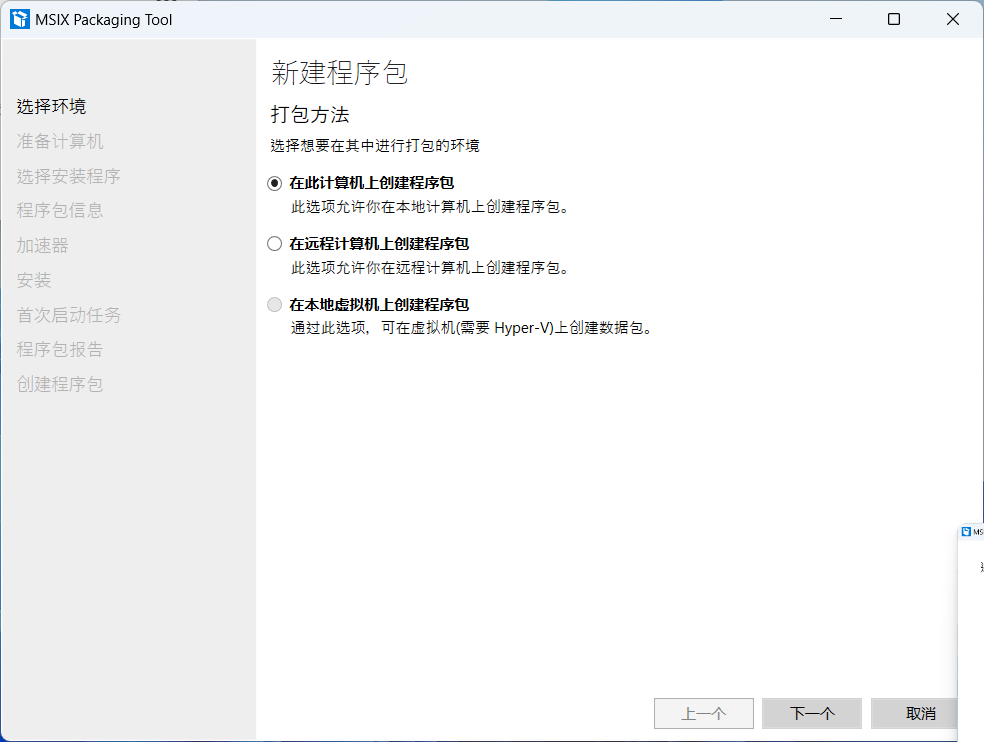 MSIX Packaging Tool
选择环境
准备计算机
选择安装程序
程序包信息
加速器
安装
首次启动任务
程序包报告
创建程序包
新建程序包
打包方法
选择想要在其中进行打包的环境
在此计算机上创建程序包
此选项允许你在本地计算机上创建程序包。
在远程计算机上创建程序包
此选项允许你在远程计算机上创建程序包。
在本地虚拟机上创建程序包
通过此选项，可在虚拟机(需要 Hyper-V)上创建数据包。
上一个
下一个
取消